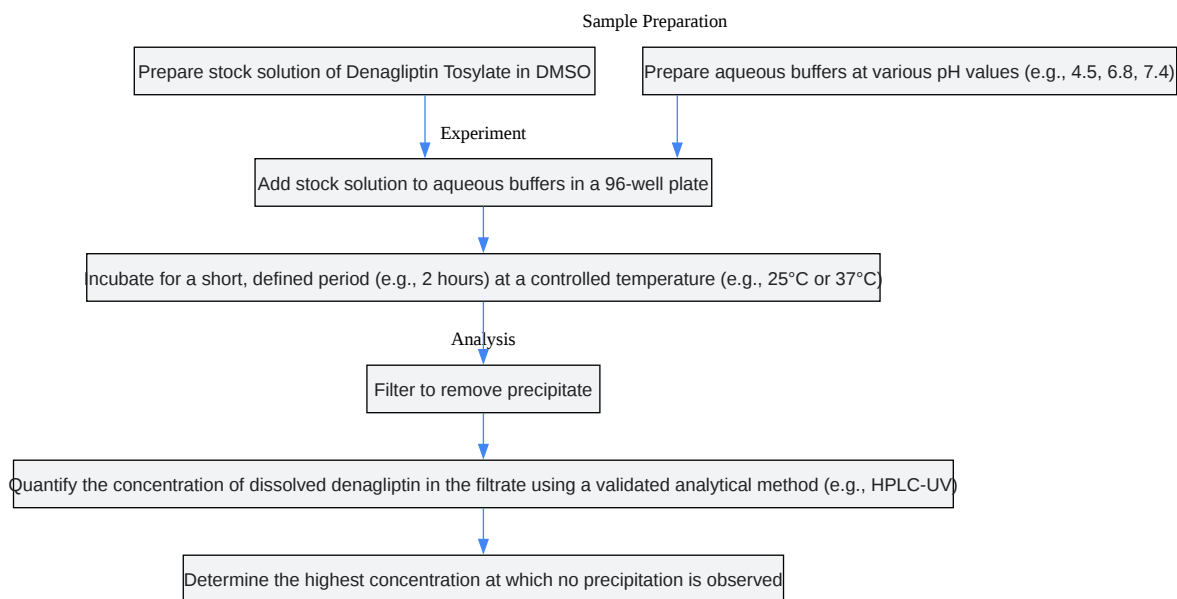 Sample Preparation
Prepare stock solution of Denagliptin Tosylate in DMSO
Prepare aqueous buffers at various pH values (e.g., 4.5, 6.8, 7.4)
Experiment
Add stock solution to aqueous buffers in a 96-well plate
Incubate for a short, defined period (e.g., 2 hours) at a controlled temperature (e.g., 25°C or 37°C)
Analysis
Filter to remove precipitate
Quantify the concentration of dissolved denagliptin in the filtrate using a validated analytical method (e.g., HPLC-UV)
Determine the highest concentration at which no precipitation is observed